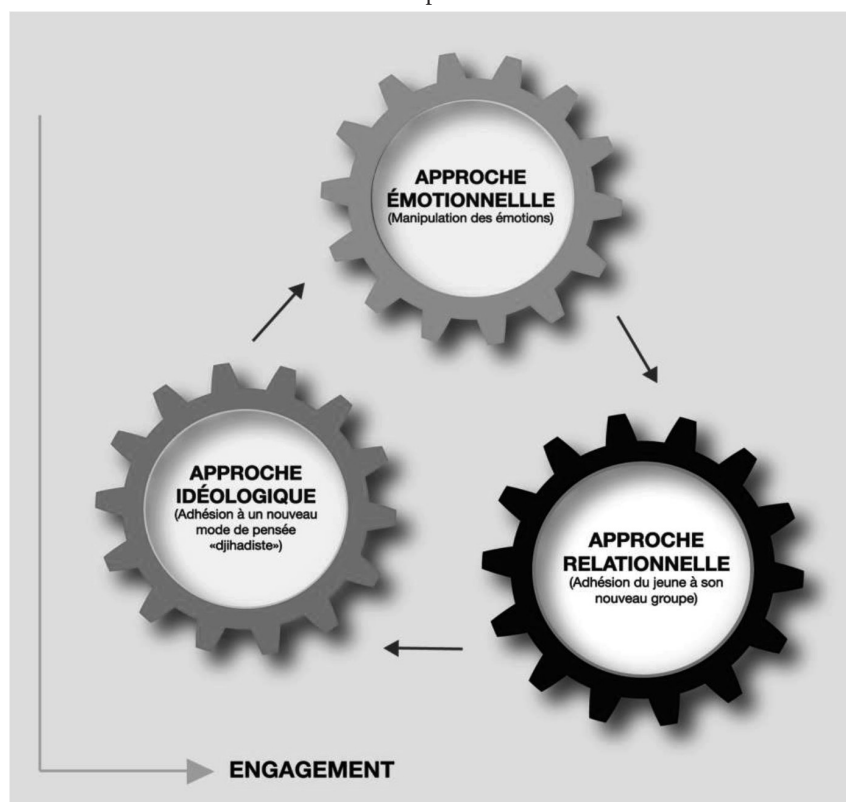 APPROCHE
ÉMOTIONNELLLE
(Manipulation des émotions)
APPROCHE
IDÉOLOGIQUE
(Adhésion à un nouveau
mode de pensée
«djihadiste»)
APPROCHE
RELATIONNELLE
(Adhésion du jeune à son
nouveau groupe)
ENGAGEMENT